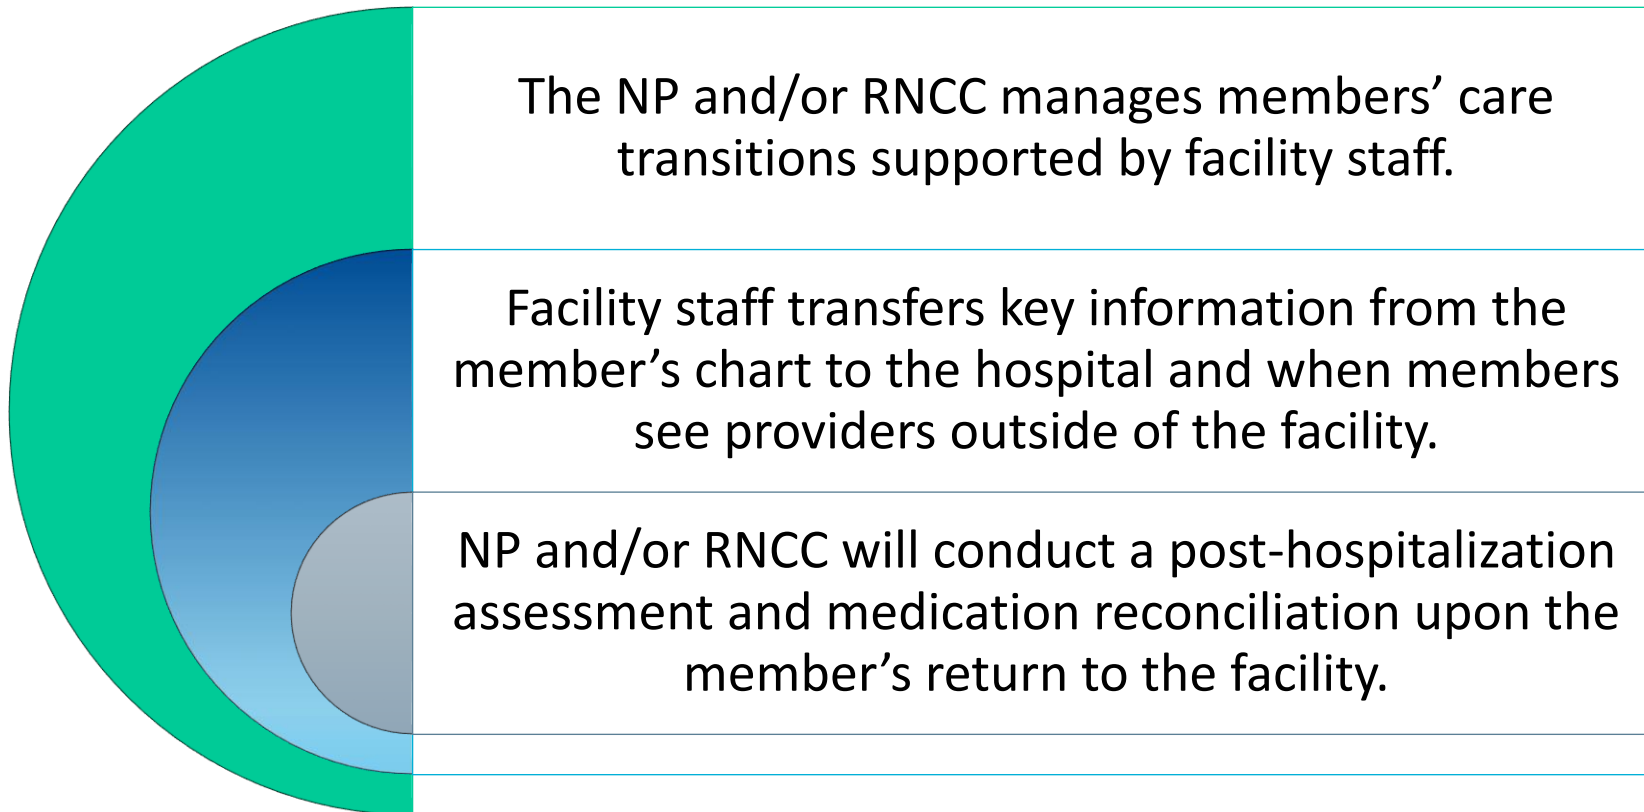 The NP and/or RNCC manages members’ care
transitions supported by facility staff.
Facility staff transfers key information from the
member’s chart to the hospital and when members
see providers outside of the facility.
NP and/or RNCC will conduct a post-hospitalization
assessment and medication reconciliation upon the
member’s return to the facility.